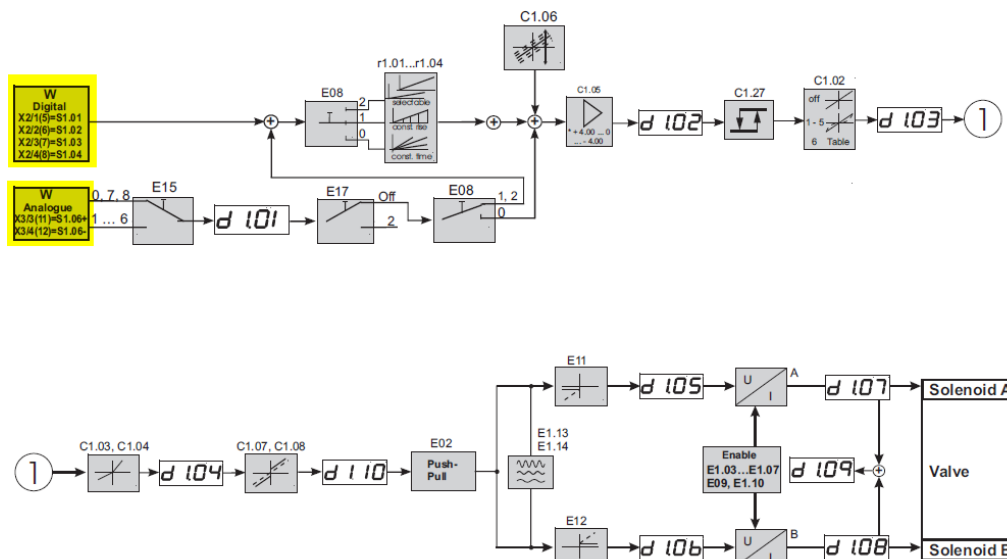 C1.06
r1.01...r1.04
E08
W
Digital
X2/1(5)=S1.01
X2/2(6)=S1.02
X2/3(7)=S1.03
X2/4(8)=S1.04
2
1
0
selectable
const. rise
const. time
C1.05
+ 4.00 ... 0
... - 4.00
d 1.02
C1.27
C1.02
off
1 - 5
6 Table
d 1.03
1
W
Analogue
X3/3(11)=S1.06+
X3/4(12)=S1.06-
0, 7, 8
1 ... 6
E15
d 1.01
E17
Off
2
E08
1, 2
0
1
C1.03, C1.04
d 1.04
C1.07, C1.08
d 1.10
E02
Push-
Pull
E1.13
E1.14
E11
d 1.05
U
I
A
d 1.07
Solenoid A
Enable
E1.03...E1.07
E09, E1.10
d 1.09
Valve
E12
d 1.06
U
I
B
d 1.08
Solenoid B